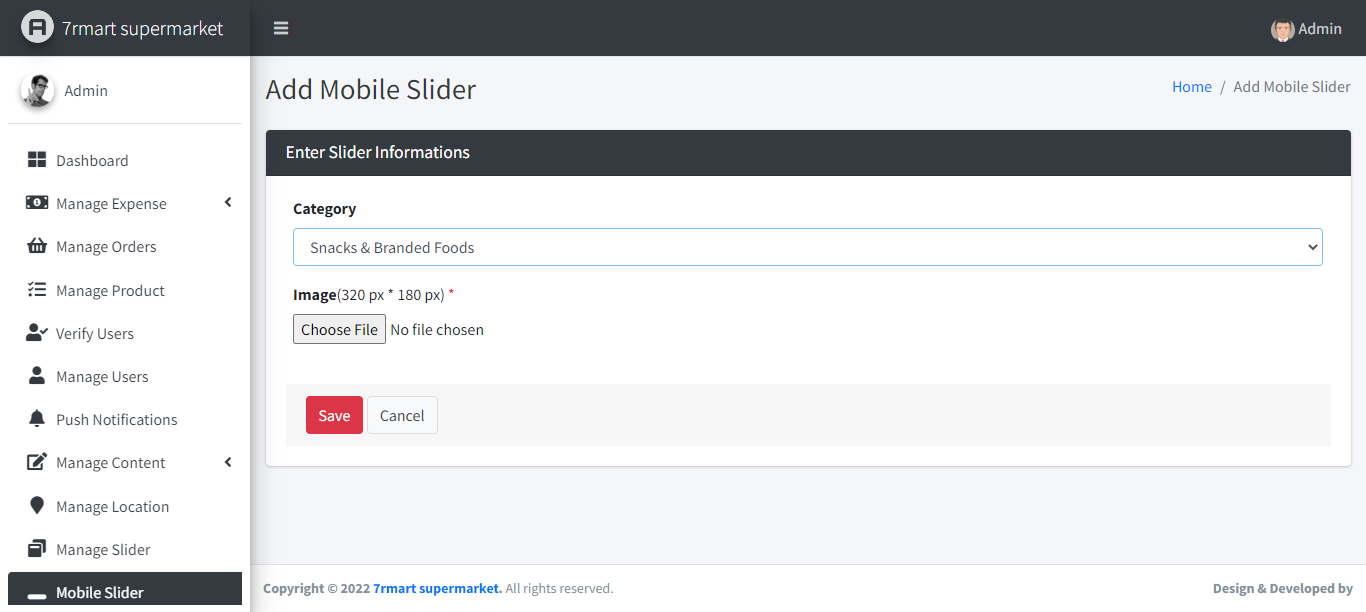 7rmart supermarket
Admin
Admin
Dashboard
Manage Expense
Manage Orders
Manage Product
Verify Users
Manage Users
Push Notifications
Manage Content
Manage Location
Manage Slider
Mobile Slider
Add Mobile Slider
Home / Add Mobile Slider
Enter Slider Informations
Category
Snacks & Branded Foods
Image(320 px * 180 px) *
Choose File No file chosen
Save Cancel
Copyright © 2022 7rmart supermarket. All rights reserved.
Design & Developed by